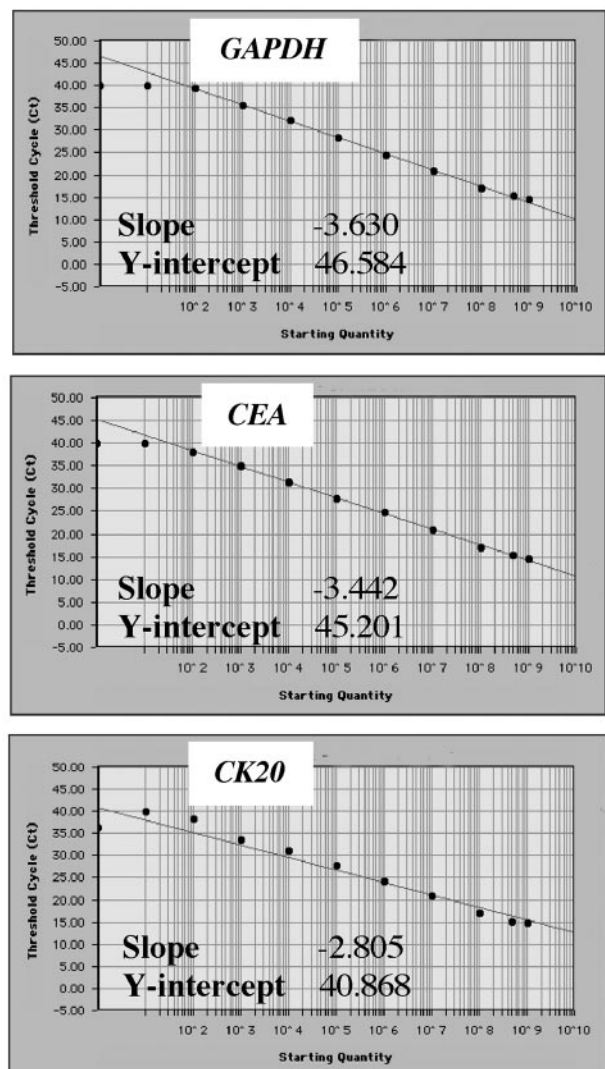 GAPDH
50.00
45.00
40.00
35.00
30.00
25.00
20.00
15.00
10.00
5.00
0.00
-5.00
Threshold Cycle (Ct)
Slope -3.630
Y-intercept 46.584
10^2 10^3 10^4 10^5 10^6 10^7 10^8 10^9 10^10
Starting Quantity
CEA
50.00
45.00
40.00
35.00
30.00
25.00
20.00
15.00
10.00
5.00
0.00
-5.00
Threshold Cycle (Ct)
Slope -3.442
Y-intercept 45.201
10^2 10^3 10^4 10^5 10^6 10^7 10^8 10^9 10^10
Starting Quantity
CK20
50.00
45.00
40.00
35.00
30.00
25.00
20.00
15.00
10.00
5.00
0.00
-5.00
Threshold Cycle (Ct)
Slope -2.805
Y-intercept 40.868
10^2 10^3 10^4 10^5 10^6 10^7 10^8 10^9 10^10
Starting Quantity